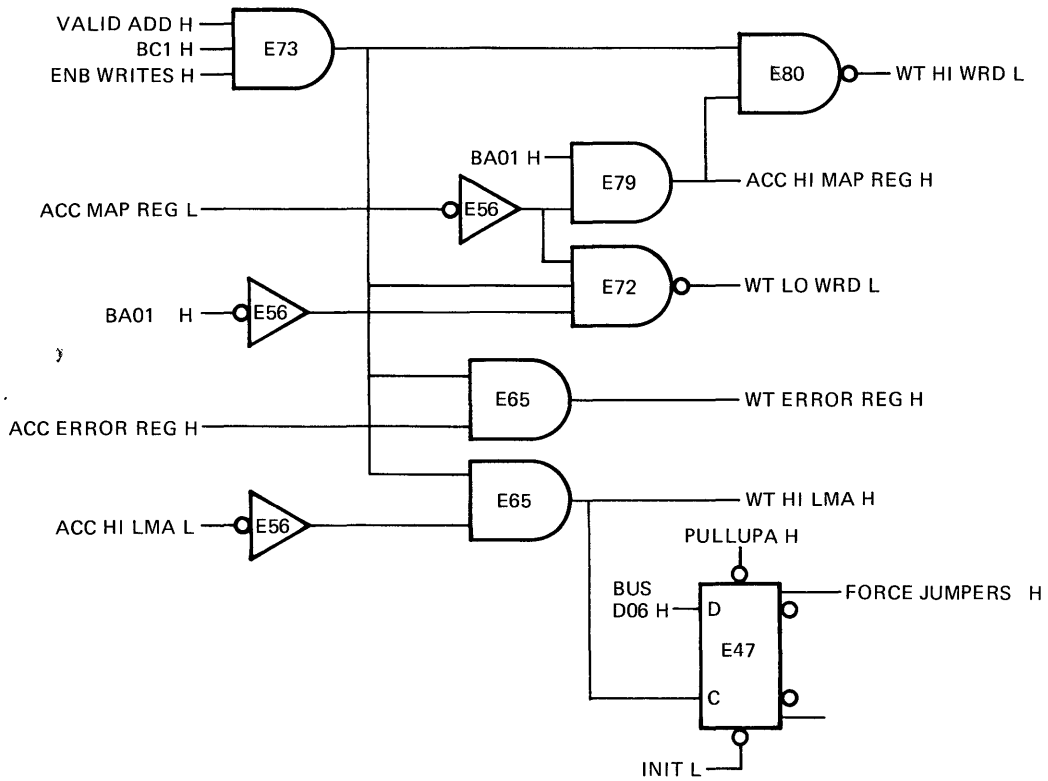 VALID ADD H
BC1 H
ENB WRITES H
E73
E80
WT HI WRD L
BA01 H
E79
ACC HI MAP REG H
ACC MAP REG L
E56
E72
WT LO WRD L
BA01 H
E56
E65
WT ERROR REG H
ACC ERROR REG H
E65
WT HI LMA H
ACC HI LMA L
E56
PULLUPA H
BUS
D06 H
D
FORCE JUMPERS H
E47
C
INIT L